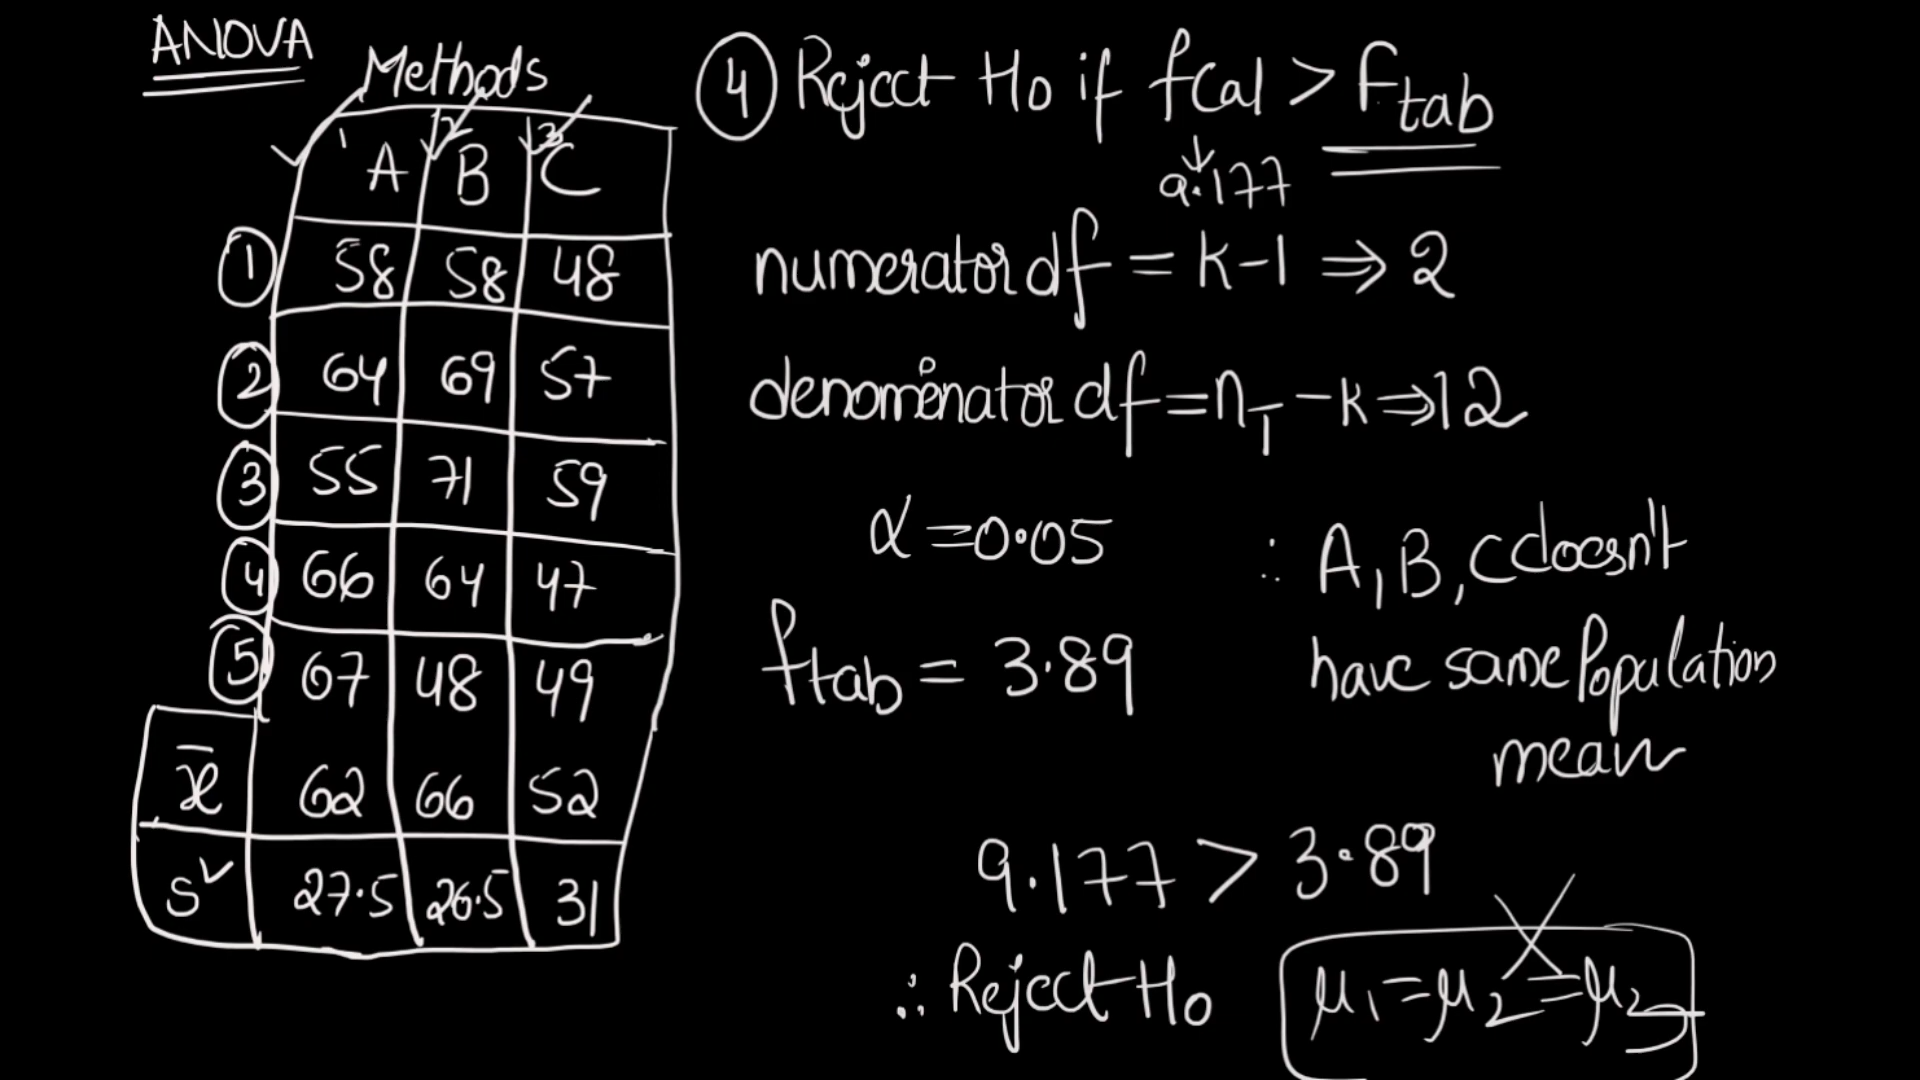 ANOVA
Methods
1 A 2 B 3 C
① 58 58 48
② 64 69 57
③ 55 71 59
④ 66 64 47
⑤ 67 48 49
x̄ 62 66 52
s² 27.5 26.5 31
④ Reject H₀ if fcal > Ftab
↓
9.177
numerator df = k-1 ⇒ 2
denominator df = nT - k ⇒ 12
α = 0.05
ftab = 3.89
∴ A, B, C doesn't
have same Population
mean
9.177 > 3.89
∴ Reject H₀
μ₁ = μ₂ = μ₃